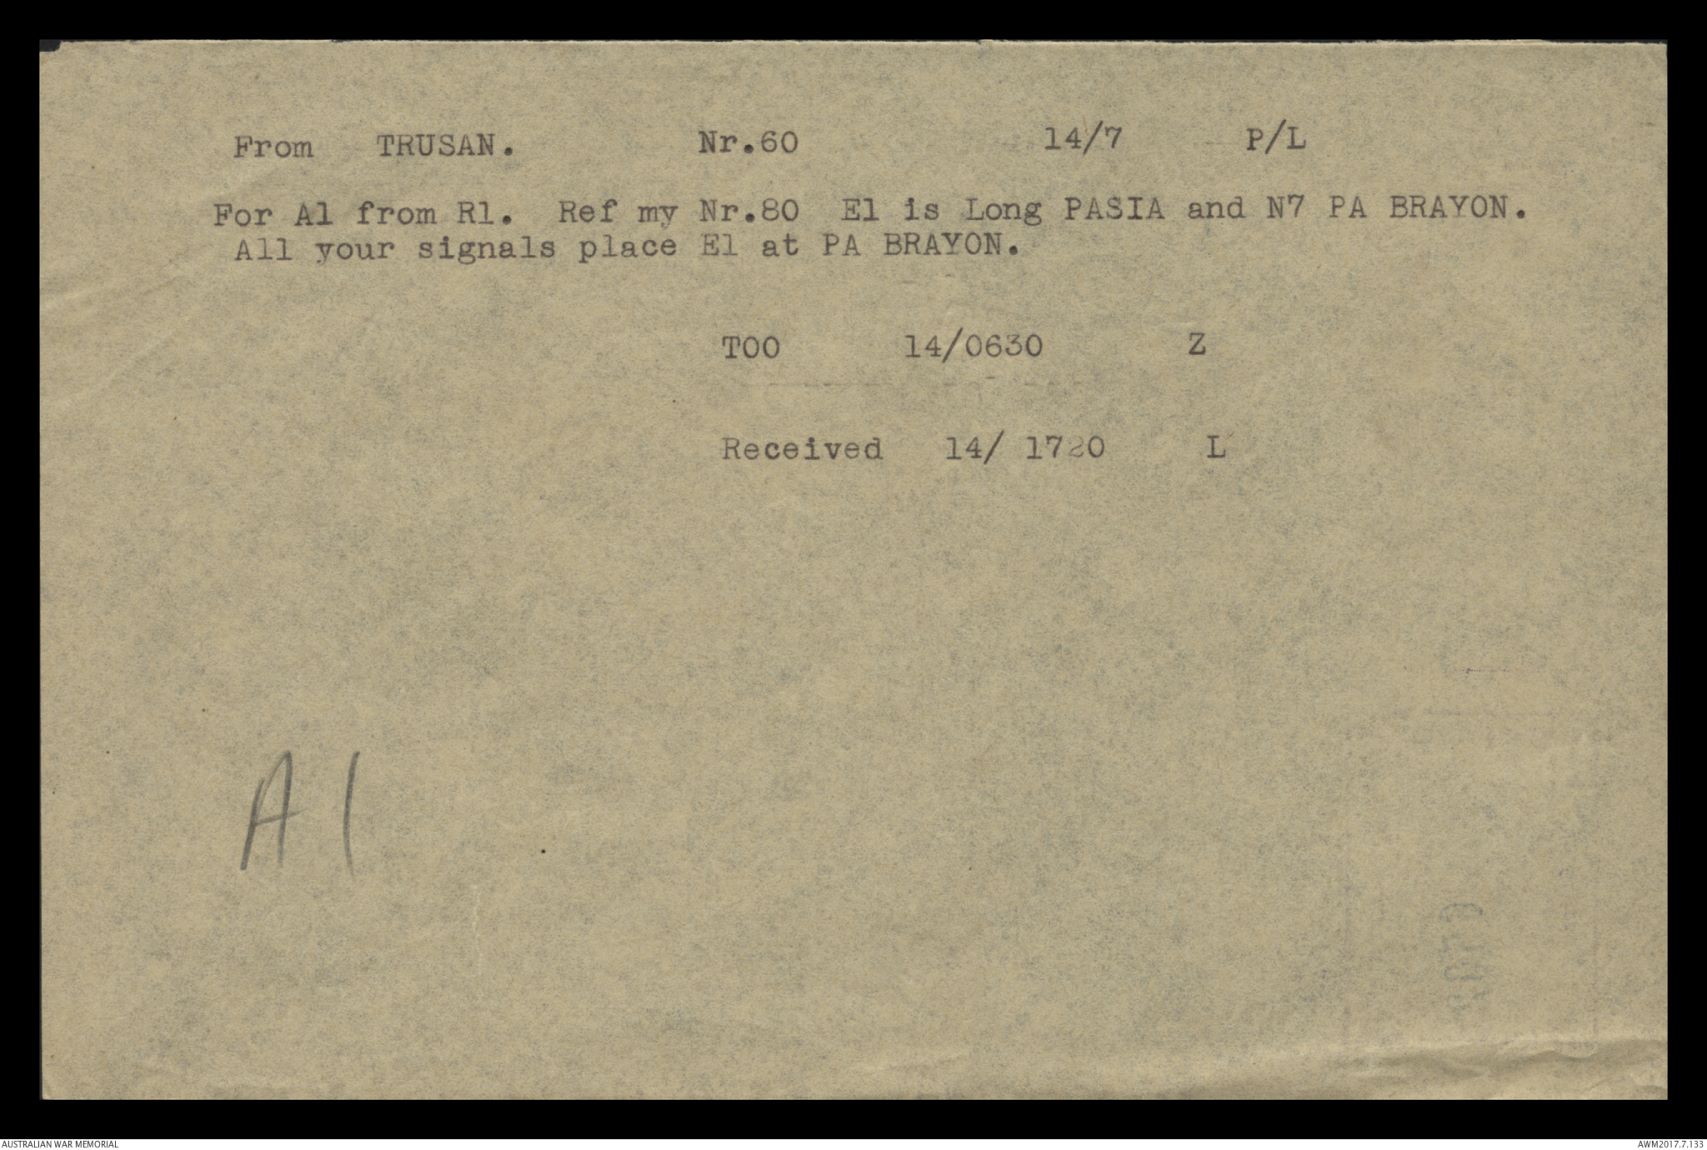 From TRUSAN. Nr.60 14/7 P/L
For A1 from R1. Ref my Nr.80 E1 is Long PASIA and N7 PA BRAYON.
All your signals place E1 at PA BRAYON.
TOO 14/0630 Z
Received 14/ 1720 L
A1
AUSTRALIAN WAR MEMORIAL AWM2017.7.133